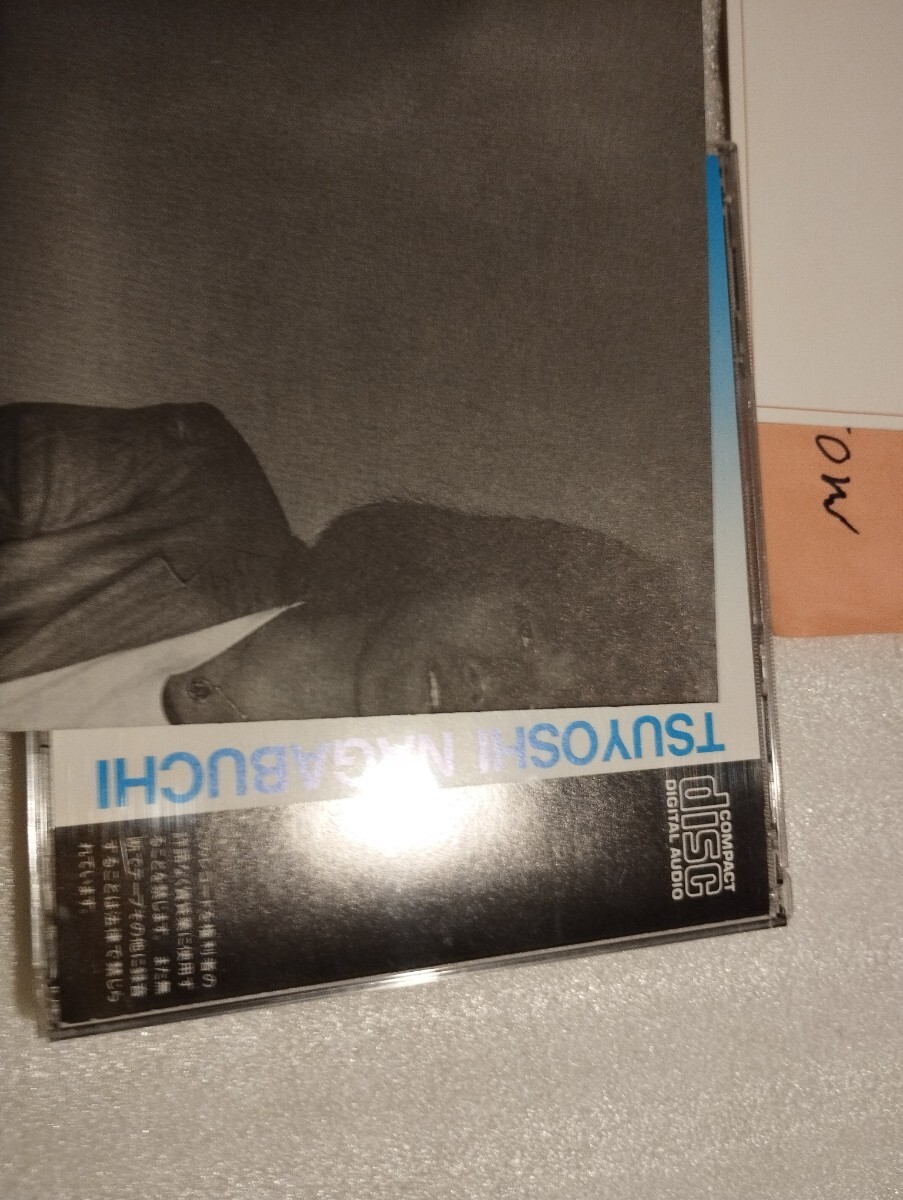 TSUYOSHI NAGABUCHI
COMPACT
disc
DIGITAL AUDIO
レコードを権利者の
許諾なく賃貸業に使用す
ることを禁じます。また無
断でテープその他に録音
することは法律で禁じら
れています。